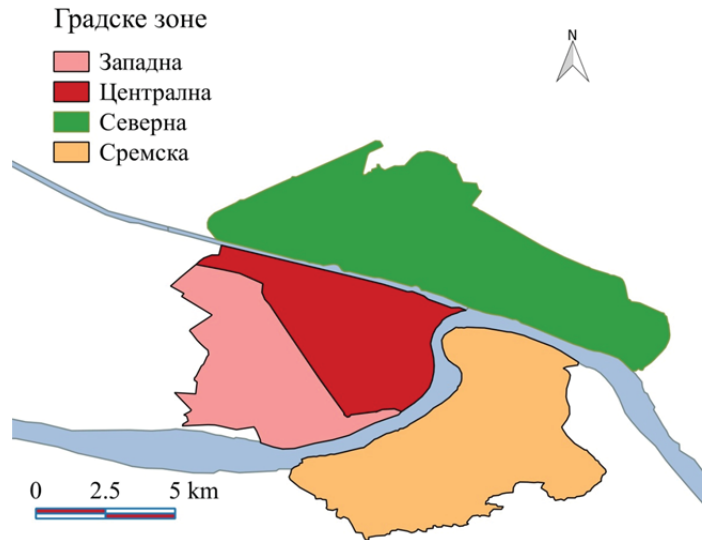 Градске зоне
Западна
Централна
Северна
Сремска
N
0 2.5 5 km